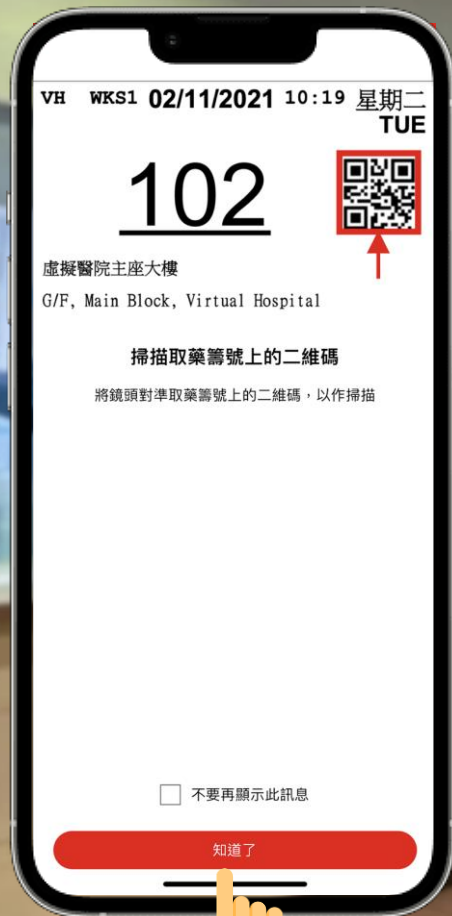 VH WKS1 02/11/2021 10:19 星期二
TUE
102
虛擬醫院主座大樓
G/F, Main Block, Virtual Hospital
掃描取藥籌號上的二維碼
將鏡頭對準取藥籌號上的二維碼，以作掃描
不要再顯示此訊息
知道了